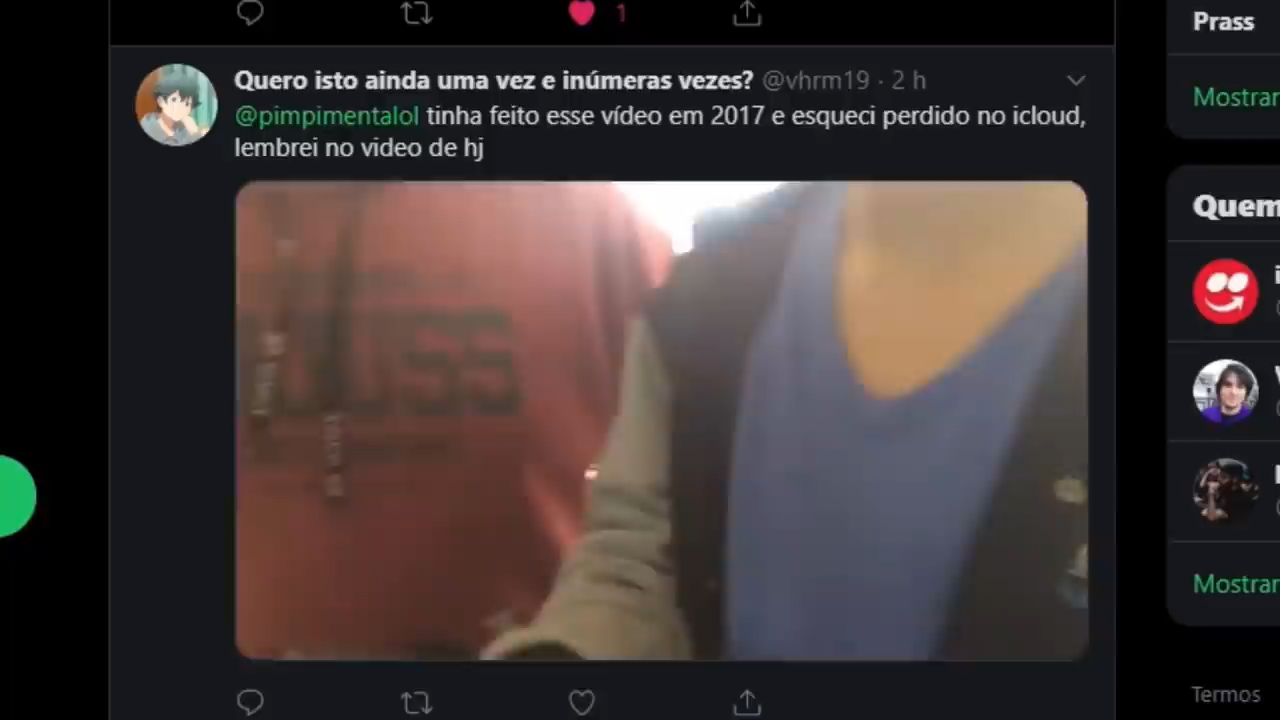 1
Prass
Quero isto ainda uma vez e inúmeras vezes? @vhrm19 · 2 h
@pimpimentalol tinha feito esse vídeo em 2017 e esqueci perdido no icloud,
lembrei no video de hj
Mostrar
Quem
Mostrar
Termos